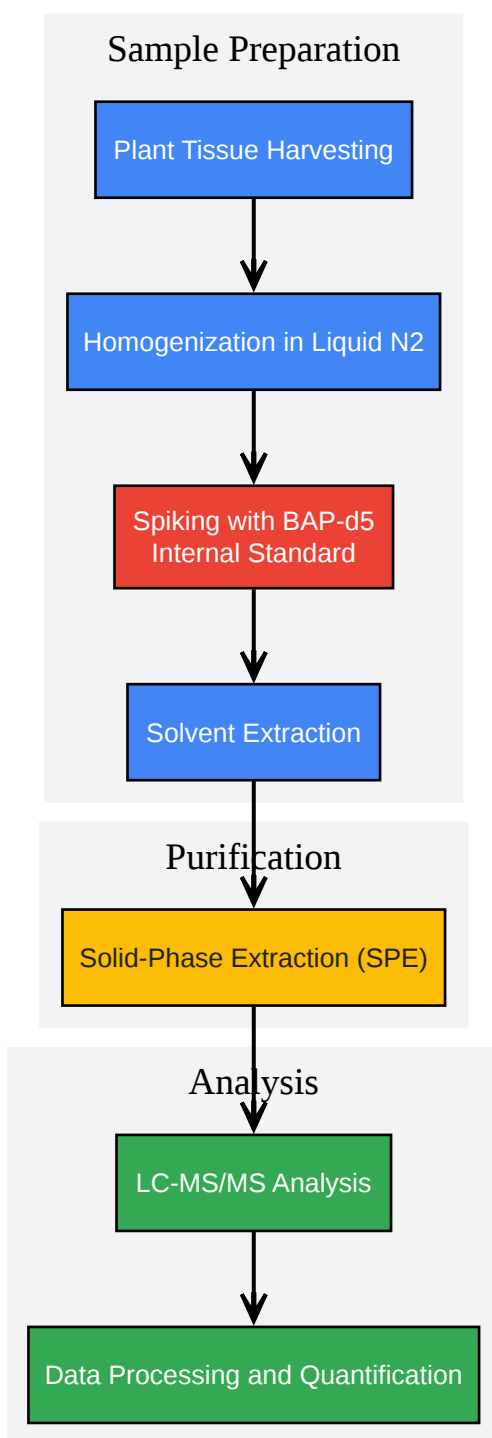 Sample Preparation
Plant Tissue Harvesting
Homogenization in Liquid N2
Spiking with BAP-d5
Internal Standard
Solvent Extraction
Purification
Solid-Phase Extraction (SPE)
Analysis
LC-MS/MS Analysis
Data Processing and Quantification